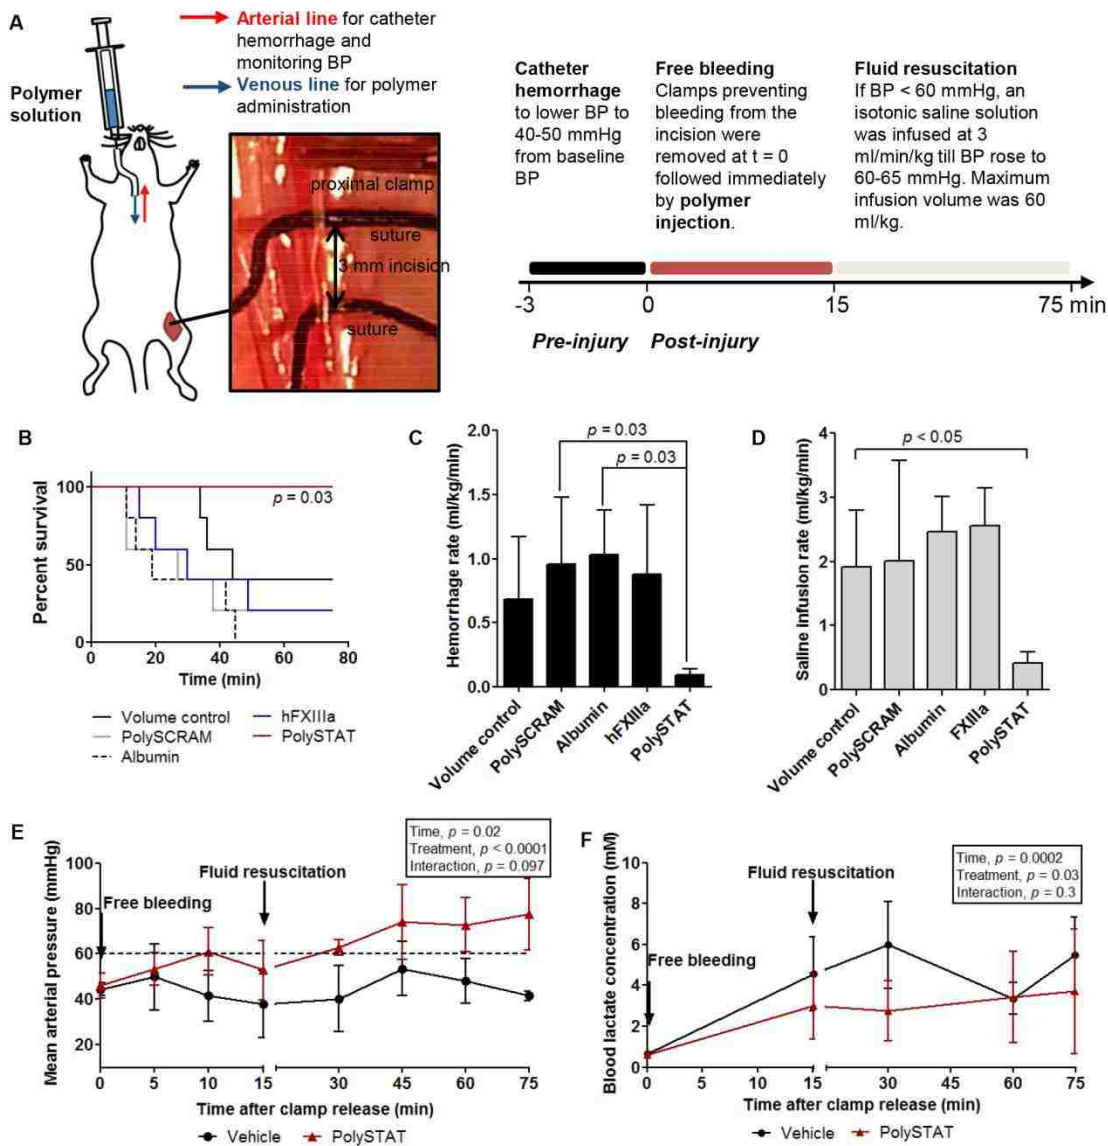 A
Arterial line for catheter
hemorrhage and
monitoring BP
Venous line for polymer
administration
Polymer
solution
proximal clamp
suture
3 mm incision
suture
Catheter
hemorrhage
to lower BP to
40-50 mmHg
from baseline
BP
Free bleeding
Clamps preventing
bleeding from the
incision were
removed at t = 0
followed immediately
by polymer
injection.
Fluid resuscitation
If BP < 60 mmHg, an
isotonic saline solution
was infused at 3
ml/min/kg till BP rose to
60-65 mmHg. Maximum
infusion volume was 60
ml/kg.
-3 0 15 75 min
Pre-injury Post-injury
B
Percent survival
100
50
0
p = 0.03
0 20 40 60 80
Time (min)
Volume control
PolySCRAM
Albumin
hFXIIIa
PolySTAT
C
Hemorrhage rate (ml/kg/min)
2.0
1.5
1.0
0.5
0.0
p = 0.03
p = 0.03
Volume control
PolySCRAM
Albumin
hFXIIIa
PolySTAT
D
Saline infusion rate (ml/kg/min)
4
3
2
1
0
p < 0.05
Volume control
PolySCRAM
Albumin
FXIIIa
PolySTAT
E
Mean arterial pressure (mmHg)
100
80
60
40
20
Free bleeding
Fluid resuscitation
Time, p = 0.02
Treatment, p < 0.0001
Interaction, p = 0.097
0 5 10 15 30 45 60 75
Time after clamp release (min)
Vehicle PolySTAT
F
Blood lactate concentration (mM)
10
8
6
4
2
0
Free bleeding
Fluid resuscitation
Time, p = 0.0002
Treatment, p = 0.03
Interaction, p = 0.3
0 5 10 15 30 45 60 75
Time after clamp release (min)
Vehicle PolySTAT